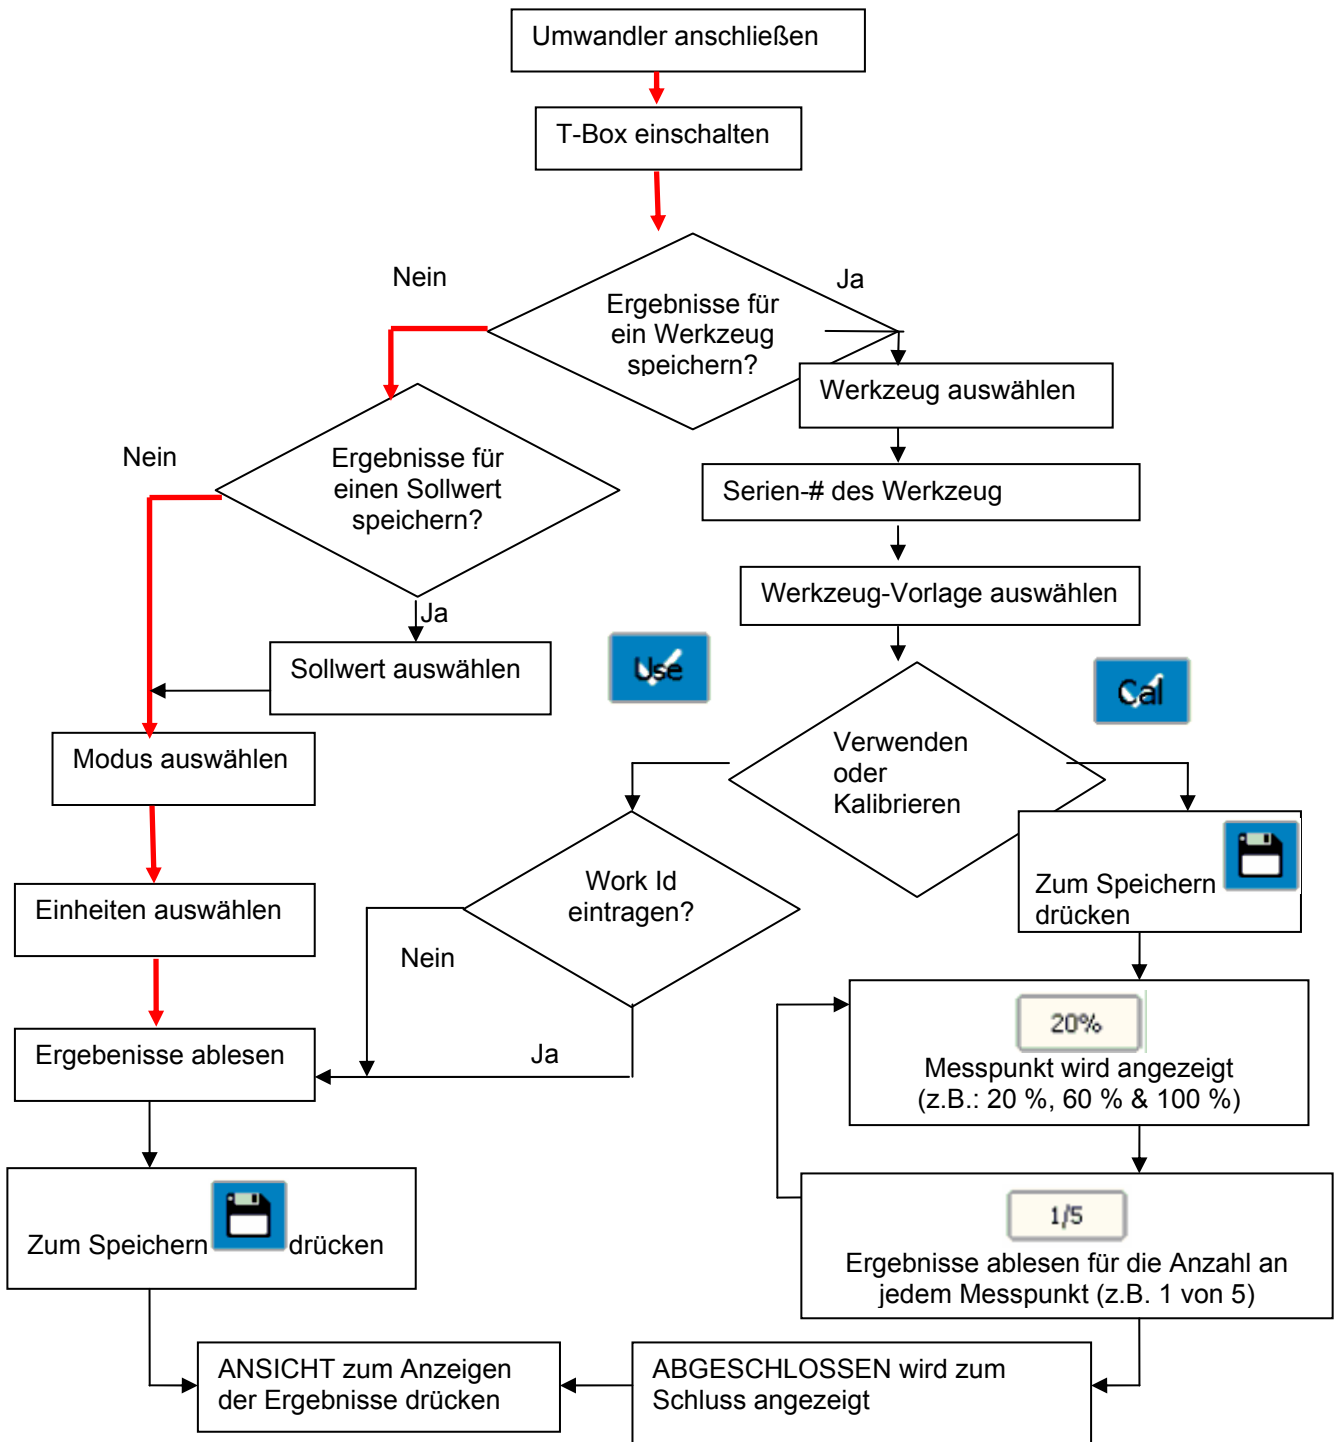 Umwandler anschließen
T-Box einschalten
Nein
Ja
Ergebnisse für
ein Werkzeug
speichern?
Werkzeug auswählen
Nein
Ergebnisse für
einen Sollwert
speichern?
Serien-# des Werkzeug
Werkzeug-Vorlage auswählen
Ja
Sollwert auswählen
Use
Cal
Modus auswählen
Verwenden
oder
Kalibrieren
Zum Speichern
drücken
Einheiten auswählen
Work Id
eintragen?
Nein
Ja
20%
Messpunkt wird angezeigt
(z.B.: 20 %, 60 % & 100 %)
Ergebenisse ablesen
1/5
Ergebnisse ablesen für die Anzahl an
jedem Messpunkt (z.B. 1 von 5)
Zum Speichern drücken
ANSICHT zum Anzeigen
der Ergebnisse drücken
ABGESCHLOSSEN wird zum
Schluss angezeigt